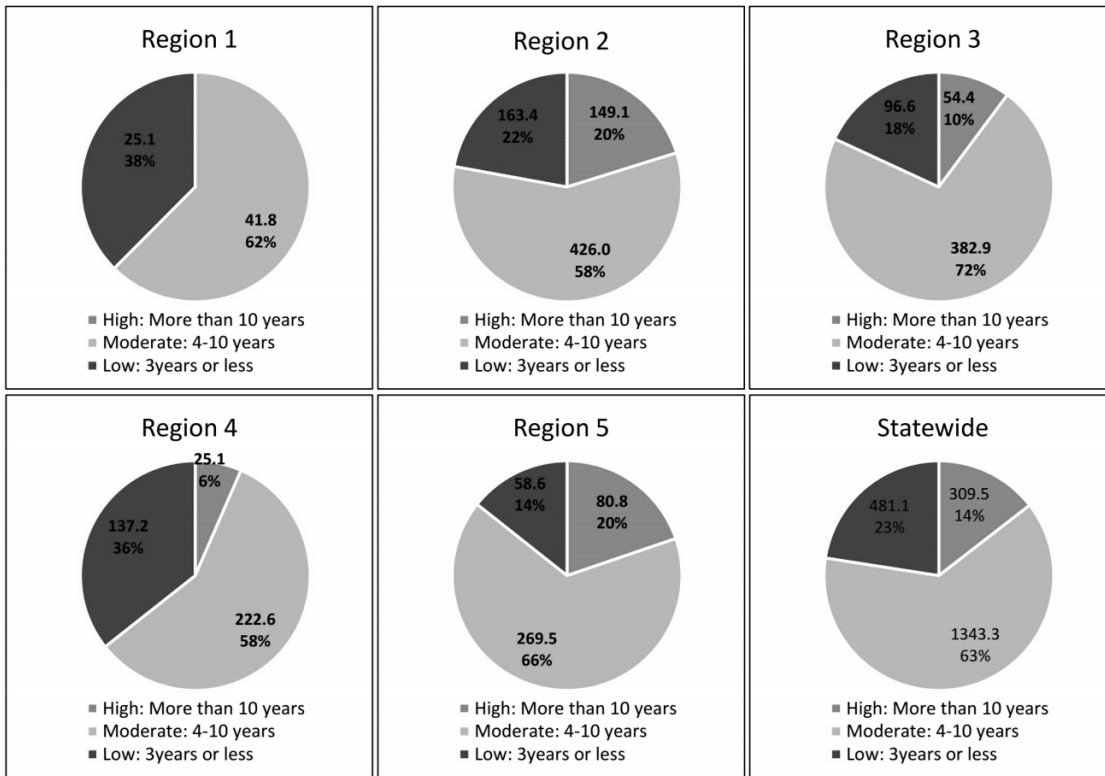 Region 1
25.1
38%
41.8
62%
High: More than 10 years
Moderate: 4-10 years
Low: 3years or less
Region 2
163.4
22%
149.1
20%
426.0
58%
High: More than 10 years
Moderate: 4-10 years
Low: 3years or less
Region 3
96.6
18%
54.4
10%
382.9
72%
High: More than 10 years
Moderate: 4-10 years
Low: 3years or less
Region 4
25.1
6%
137.2
36%
222.6
58%
High: More than 10 years
Moderate: 4-10 years
Low: 3years or less
Region 5
58.6
14%
80.8
20%
269.5
66%
High: More than 10 years
Moderate: 4-10 years
Low: 3years or less
Statewide
481.1
23%
309.5
14%
1343.3
63%
High: More than 10 years
Moderate: 4-10 years
Low: 3years or less